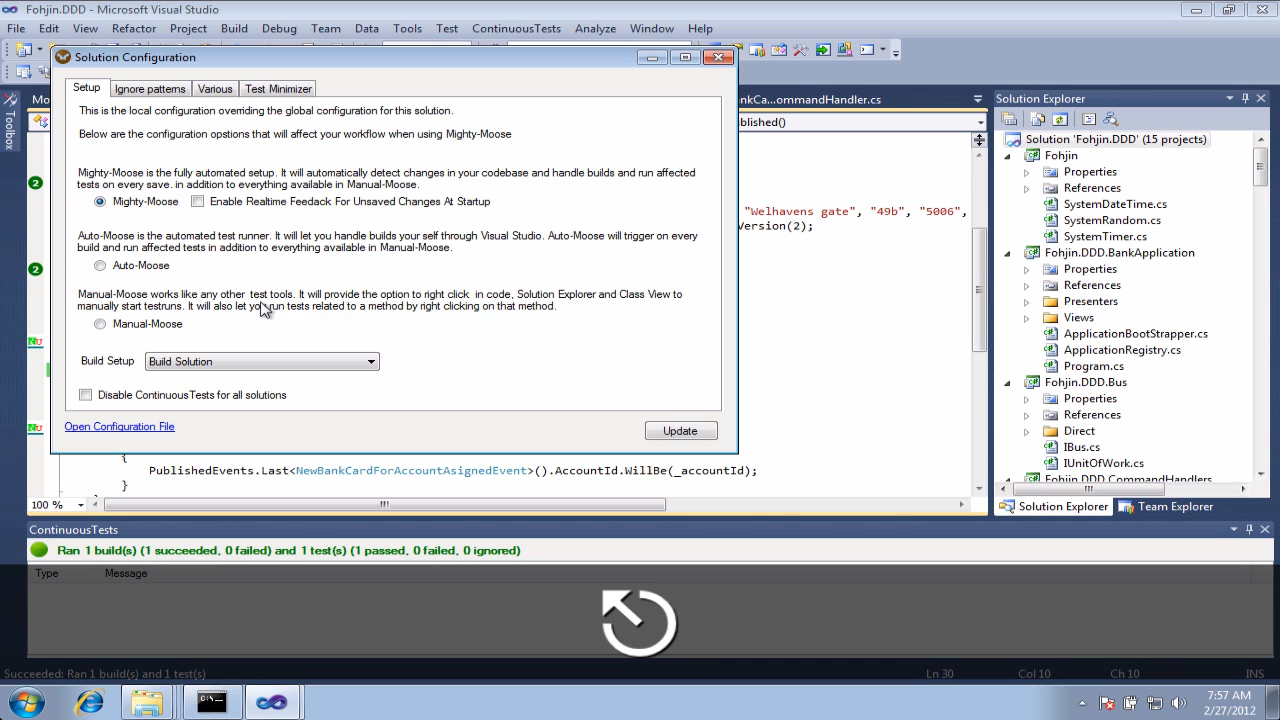 Fohjin.DDD - Microsoft Visual Studio
File Edit View Refactor Project Build Debug Team Data Tools Test ContinuousTests Analyze Window Help
Solution Configuration
Setup Ignore patterns Various Test Minimizer
This is the local configuration overriding the global configuration for this solution.
Below are the configuration opstions that will affect your workflow when using Mighty-Moose
Mighty-Moose is the fully automated setup. It will automatically detect changes in your codebase and handle builds and run affected
tests on every save. in addition to everything available in Manual-Moose.
Mighty-Moose Enable Realtime Feedack For Unsaved Changes At Startup
Auto-Moose is the automated test runner. It will let you handle builds your self through Visual Studio. Auto-Moose will trigger on every
build and run affected tests in addition to everything available in Manual-Moose.
Auto-Moose
Manual-Moose works like any other test tools. It will provide the option to right click in code, Solution Explorer and Class View to
manually start testruns. It will also let you un tests related to a method by right clicking on that method.
Manual-Moose
Build Setup Build Solution
Disable ContinuousTests for all solutions
Open Configuration File
Update
Toolbox
Mo
nkCa...ommandHandler.cs
blished()
2
"Welhavens gate", "49b", "5006",
Version(2);
2
{
PublishedEvents.Last<NewBankCardForAccountAsignedEvent>().AccountId.WillBe(_accountId);
}
100 %
Solution Explorer
Solution 'Fohjin.DDD' (15 projects)
Fohjin
Properties
References
SystemDateTime.cs
SystemRandom.cs
SystemTimer.cs
Fohjin.DDD.BankApplication
Properties
References
Presenters
Views
ApplicationBootStrapper.cs
ApplicationRegistry.cs
Program.cs
Fohjin.DDD.Bus
Properties
References
Direct
IBus.cs
IUnitOfWork.cs
Fohjin.DDD.CommandHandlers
Solution Explorer Team Explorer
ContinuousTests
Ran 1 build(s) (1 succeeded, 0 failed) and 1 test(s) (1 passed, 0 failed, 0 ignored)
Type Message
Succeeded: Ran 1 build(s) and 1 test(s) Ln 30 Col 10 Ch 10 INS
7:57 AM
2/27/2012